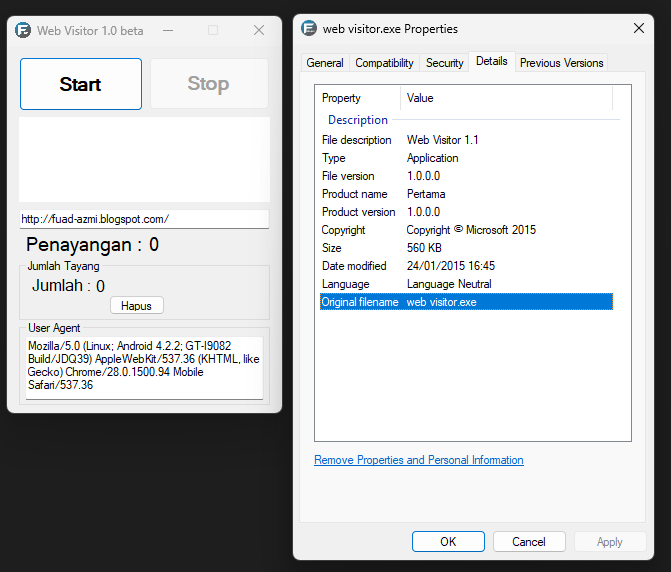 Web Visitor 1.0 beta
Start
Stop
http://fuad-azmi.blogspot.com/
Penayangan : 0
Jumlah Tayang
Jumlah : 0
Hapus
User Agent
Mozilla/5.0 (Linux; Android 4.2.2; GT-I9082
Build/JDQ39) AppleWebKit/537.36 (KHTML, like
Gecko) Chrome/28.0.1500.94 Mobile
Safari/537.36
web visitor.exe Properties
General Compatibility Security Details Previous Versions
Property Value
Description
File description Web Visitor 1.1
Type Application
File version 1.0.0.0
Product name Pertama
Product version 1.0.0.0
Copyright Copyright © Microsoft 2015
Size 560 KB
Date modified 24/01/2015 16:45
Language Language Neutral
Original filename web visitor.exe
Remove Properties and Personal Information
OK Cancel Apply